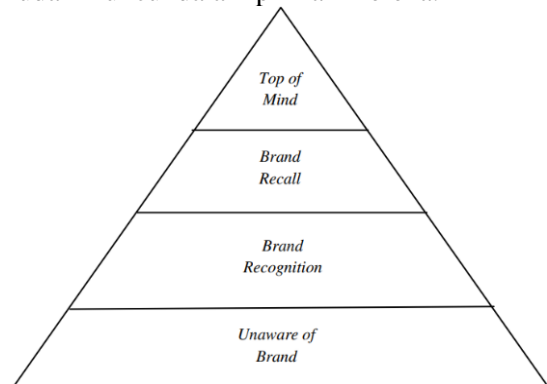 Top of
Mind
Brand
Recall
Brand
Recognition
Unaware of
Brand